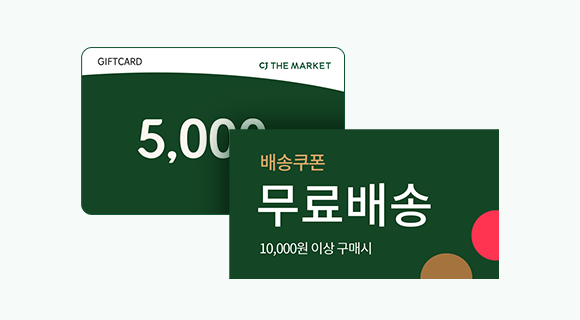 GIFTCARD
CJ THE MARKET
5,000
배송쿠폰
무료배송
10,000원 이상 구매시